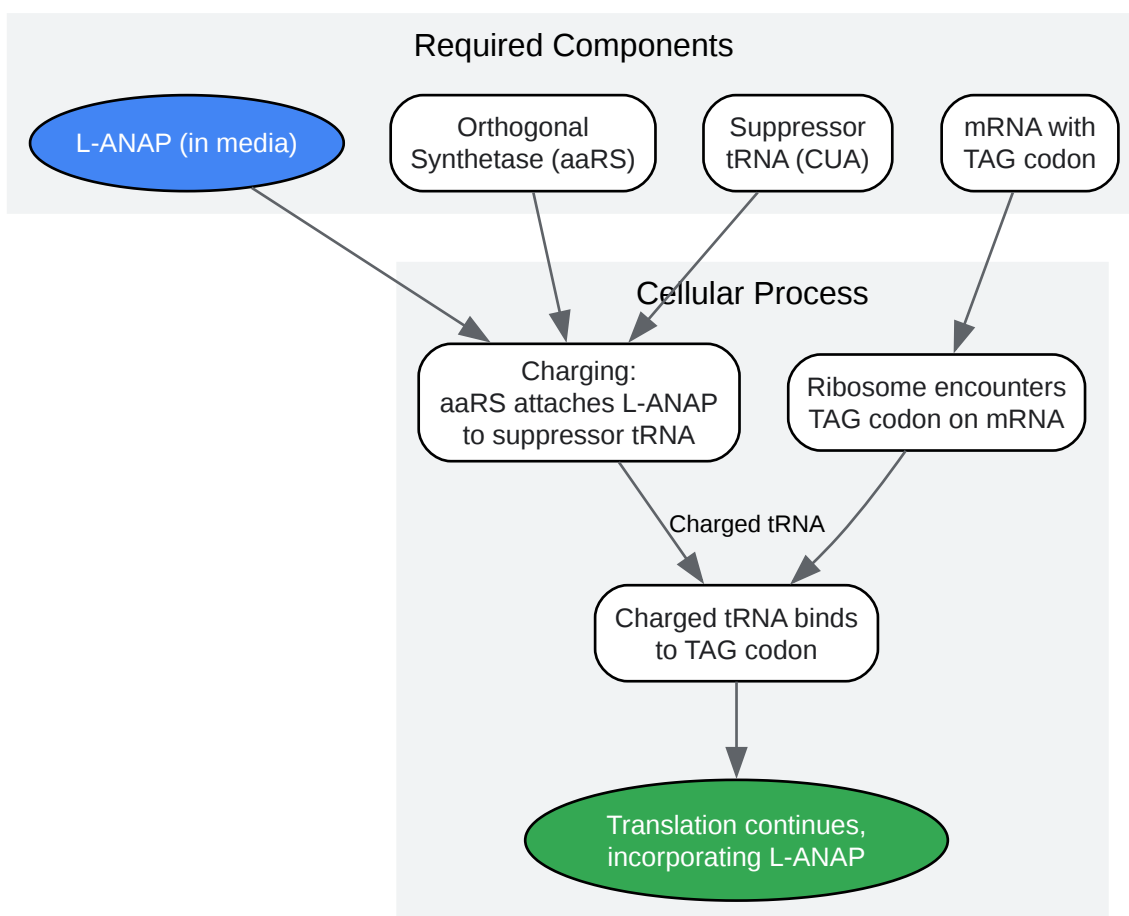 Required Components
L-ANAP (in media)
Orthogonal
Synthetase (aaRS)
Suppressor
tRNA (CUA)
mRNA with
TAG codon
Cellular Process
Charging:
aaRS attaches L-ANAP
to suppressor tRNA
Ribosome encounters
TAG codon on mRNA
Charged tRNA
Charged tRNA binds
to TAG codon
Translation continues,
incorporating L-ANAP